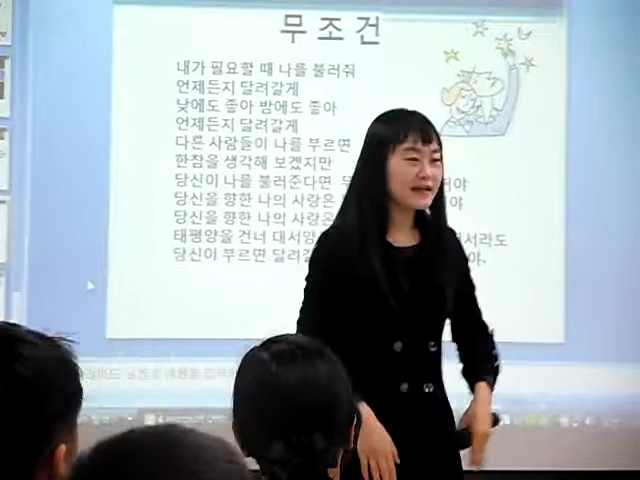 무조건
내가 필요할 때 나를 불러줘
언제든지 달려갈게
낮에도 좋아 밤에도 좋아
언제든지 달려갈게
다른 사람들이 나를 부르면
한참을 생각해 보겠지만
당신이 나를 불러준다면
당신을 향한 나의 사랑은 야
당신을 향한 나의 사랑은
태평양을 건너 대서양 서라도
당신이 부르면 달려 야.